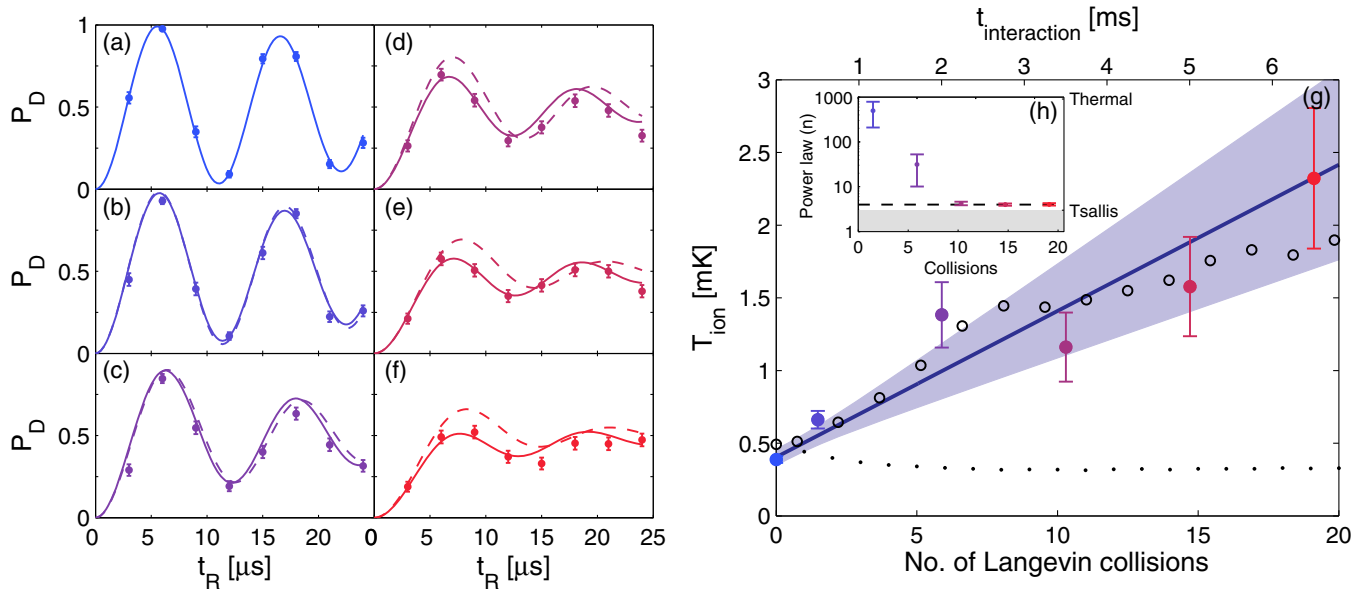 (a)
(b)
(c)
(d)
(e)
(f)
P_D
1
0.5
0
P_D
0.5
0
P_D
0.5
0
0 5 10 15 20 0
5 10 15 20 25
t_R [μs]
t_R [μs]
t_interaction [ms]
1 2 3 4 5 6
(g)
T_ion [mK]
3
2.5
2
1.5
1
0.5
0
0 5 10 15 20
No. of Langevin collisions
(h)
Power law (n)
1000
100
10
1
0 5 10 15 20
Collisions
Thermal
Tsallis